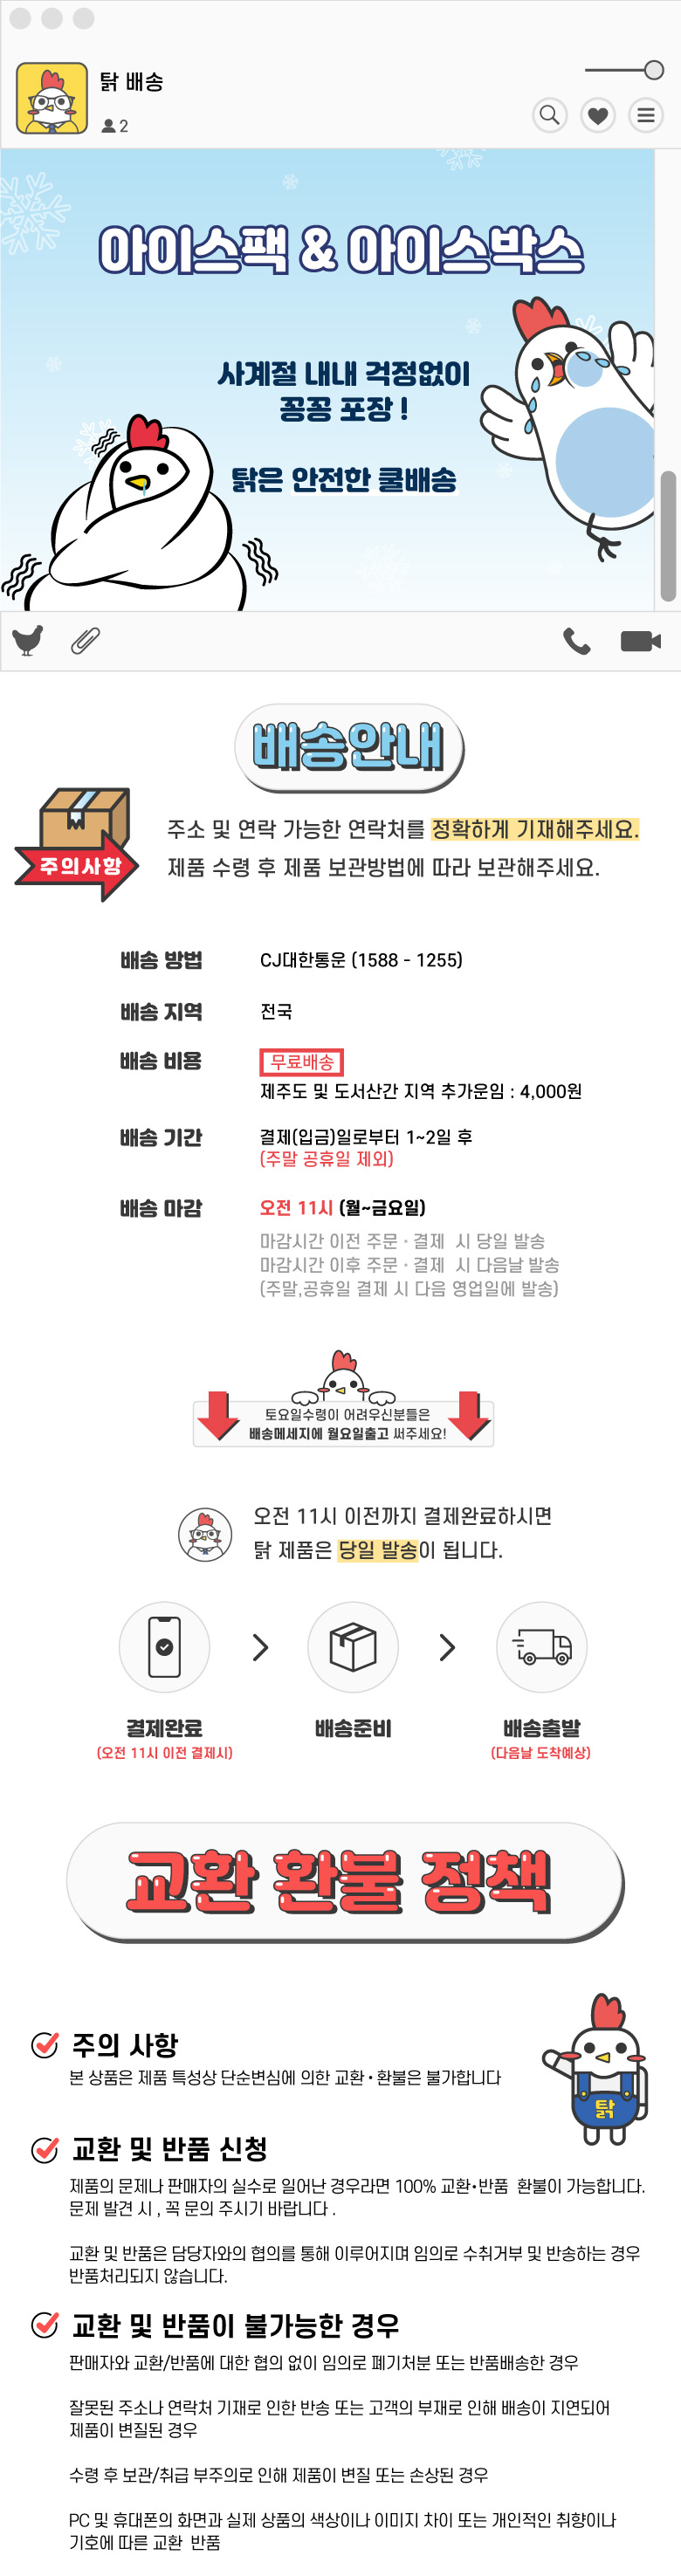 탉 배송
2
아이스팩 & 아이스박스
사계절 내내 걱정없이
꽁꽁 포장 !
탉은 안전한 쿨배송
배송안내
주의사항
주소 및 연락 가능한 연락처를 정확하게 기재해주세요.
제품 수령 후 제품 보관방법에 따라 보관해주세요.
배송 방법 CJ대한통운 (1588 - 1255)
배송 지역 전국
배송 비용 무료배송
제주도 및 도서산간 지역 추가운임 : 4,000원
배송 기간 결제(입금)일로부터 1~2일 후
(주말 공휴일 제외)
배송 마감 오전 11시 (월~금요일)
마감시간 이전 주문 · 결제 시 당일 발송
마감시간 이후 주문 · 결제 시 다음날 발송
(주말,공휴일 결제 시 다음 영업일에 발송)
토요일수령이 어려우신분들은
배송메세지에 월요일출고 써주세요!
오전 11시 이전까지 결제완료하시면
탉 제품은 당일 발송이 됩니다.
결제완료 배송준비 배송출발
(오전 11시 이전 결제시) (다음날 도착예상)
교환 환불 정책
주의 사항
본 상품은 제품 특성상 단순변심에 의한 교환 • 환불은 불가합니다
탉
교환 및 반품 신청
제품의 문제나 판매자의 실수로 일어난 경우라면 100% 교환•반품 환불이 가능합니다.
문제 발견 시 , 꼭 문의 주시기 바랍니다 .
교환 및 반품은 담당자와의 협의를 통해 이루어지며 임의로 수취거부 및 반송하는 경우
반품처리되지 않습니다.
교환 및 반품이 불가능한 경우
판매자와 교환/반품에 대한 협의 없이 임의로 폐기처분 또는 반품배송한 경우
잘못된 주소나 연락처 기재로 인한 반송 또는 고객의 부재로 인해 배송이 지연되어
제품이 변질된 경우
수령 후 보관/취급 부주의로 인해 제품이 변질 또는 손상된 경우
PC 및 휴대폰의 화면과 실제 상품의 색상이나 이미지 차이 또는 개인적인 취향이나
기호에 따른 교환 반품